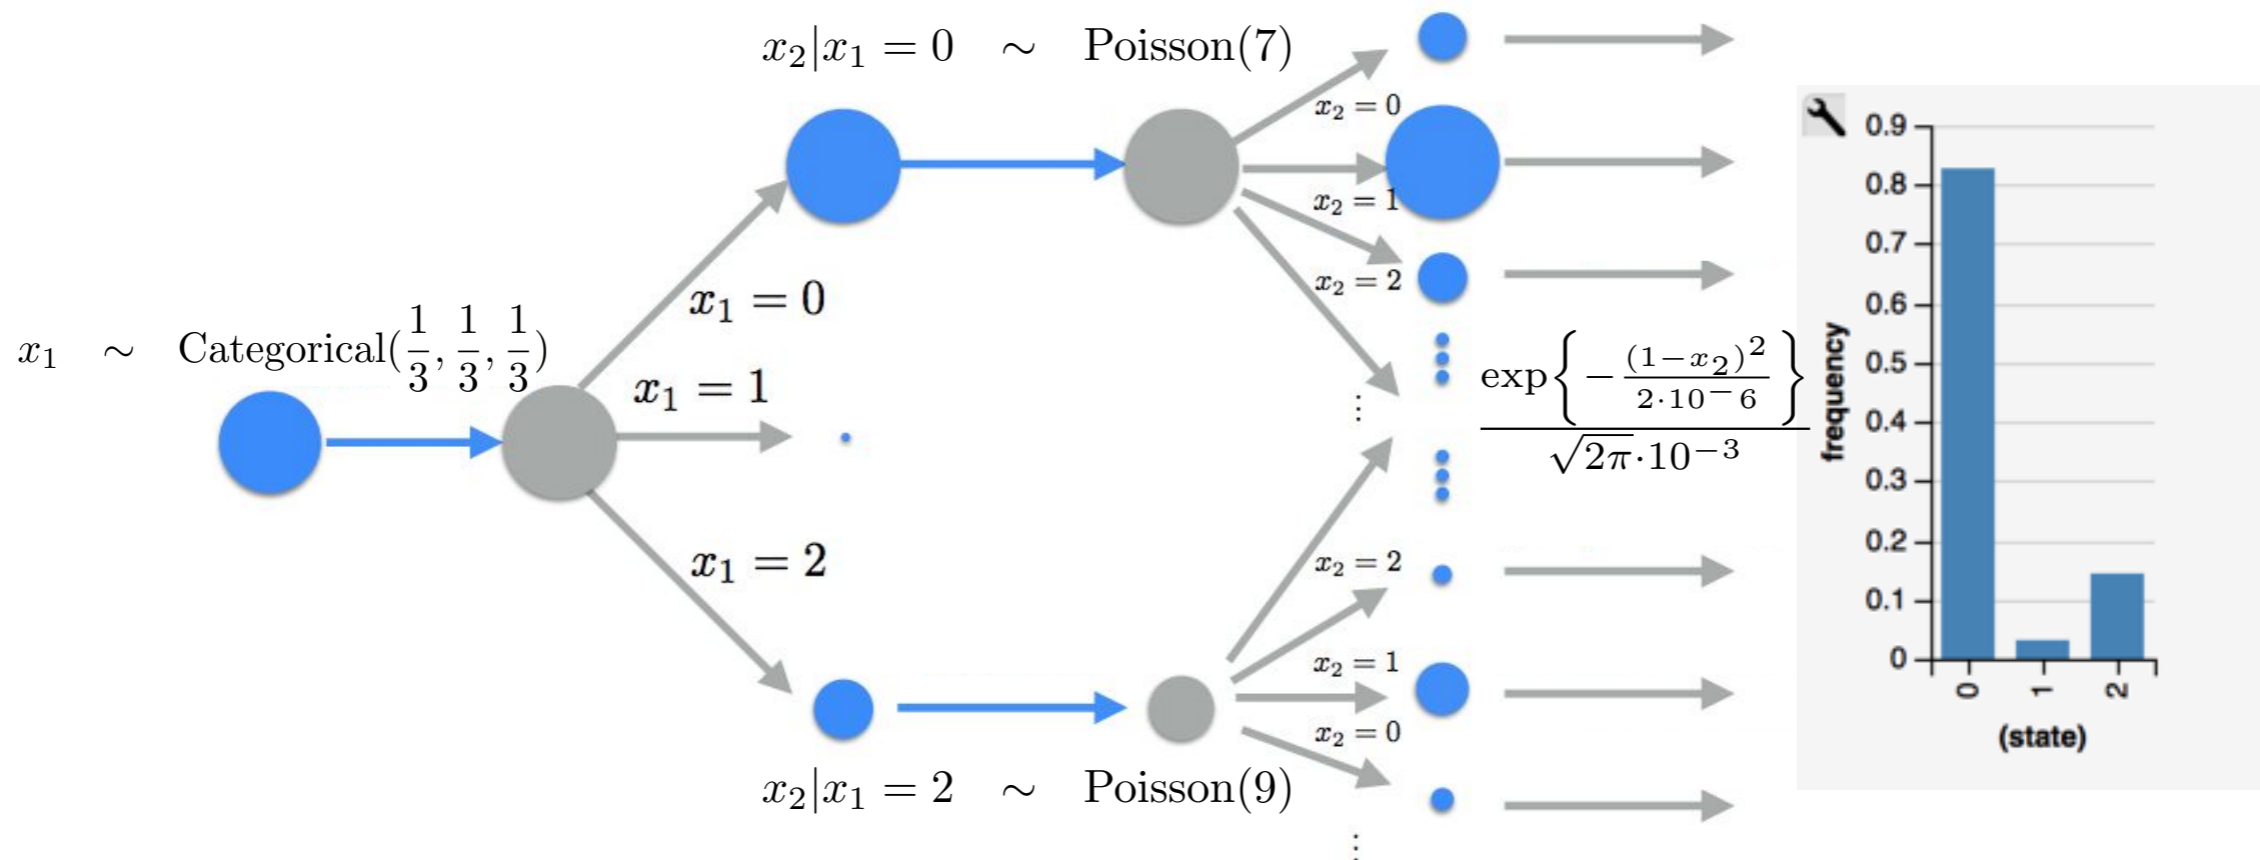 x₂|x₁ = 0 ∼ Poisson(7)
x₁ ∼ Categorical(1/3, 1/3, 1/3)
x₁ = 0
x₁ = 1
x₁ = 2
x₂|x₁ = 2 ∼ Poisson(9)
x₂ = 0
x₂ = 1
x₂ = 2
⋮
x₂ = 2
x₂ = 1
x₂ = 0
⋮
exp{−(1−x₂)²/2·10−6}
√2π·10−3
frequency
0.9
0.8
0.7
0.6
0.5
0.4
0.3
0.2
0.1
0
0 1 2
(state)